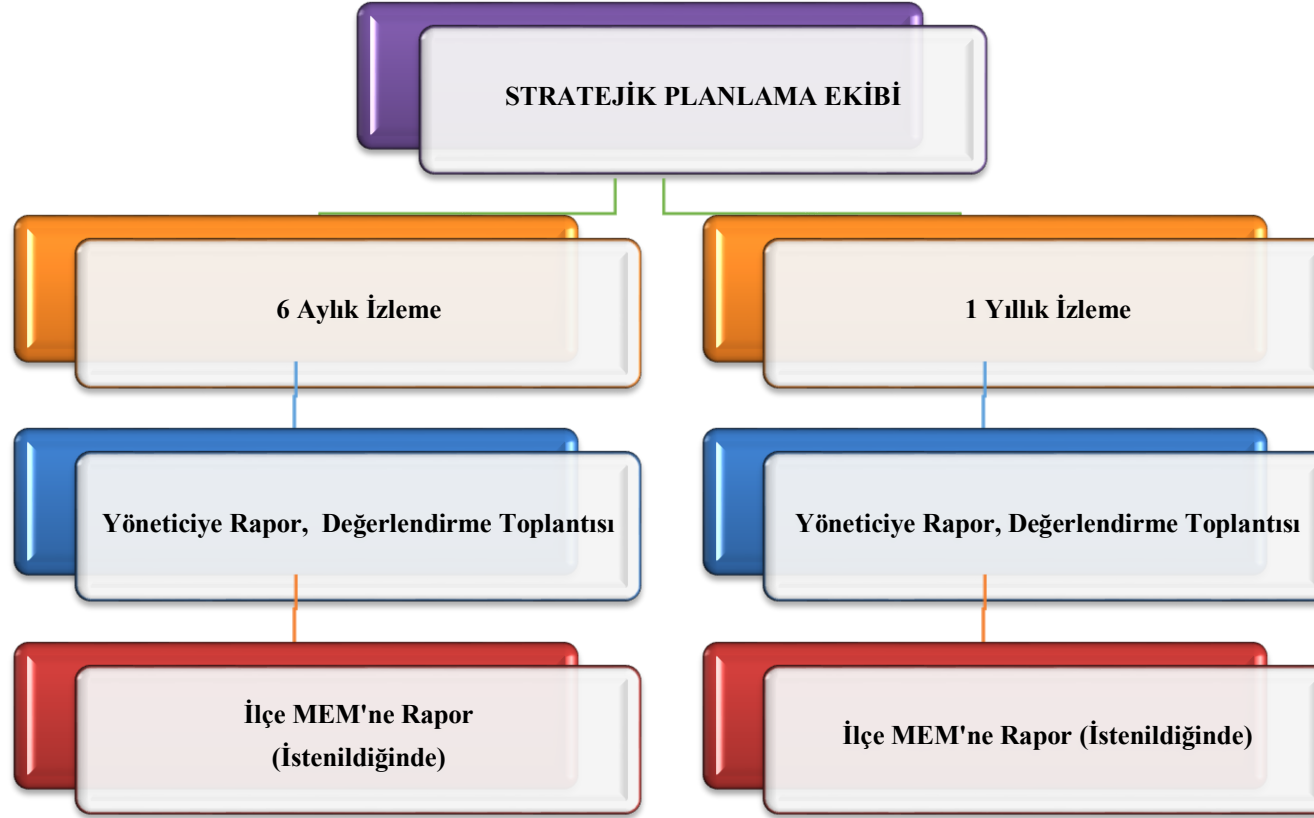 STRATEJİK PLANLAMA EKİBİ
6 Aylık İzleme
1 Yıllık İzleme
Yöneticiye Rapor, Değerlendirme Toplantısı
Yöneticiye Rapor, Değerlendirme Toplantısı
İlçe MEM'ne Rapor
(İstenildiğinde)
İlçe MEM'ne Rapor (İstenildiğinde)